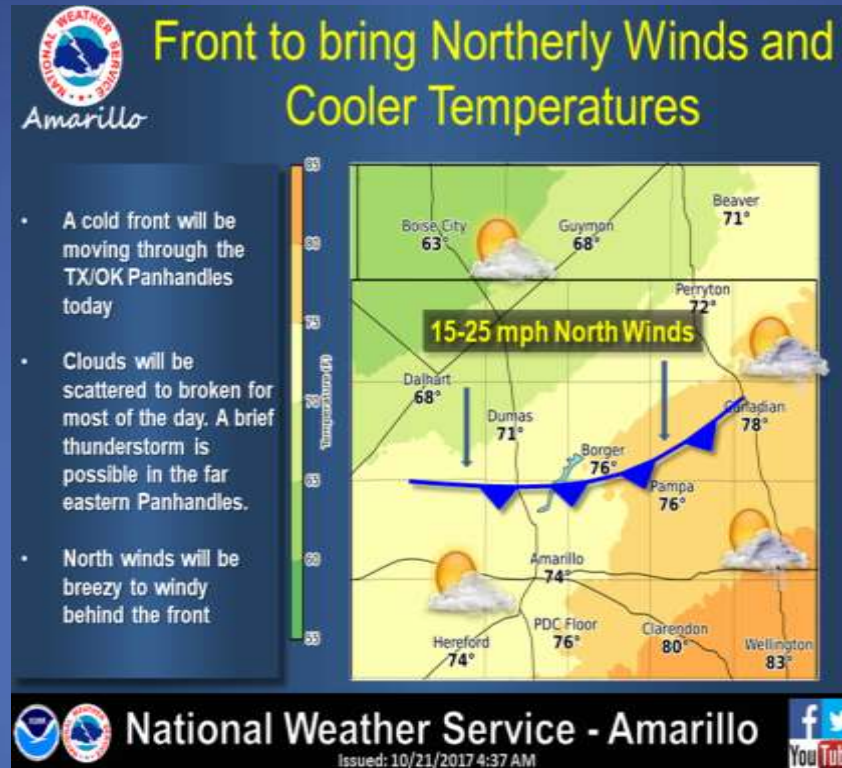 NATIONAL WEATHER SERVICE
Amarillo
Front to bring Northerly Winds and
Cooler Temperatures
• A cold front will be
moving through the
TX/OK Panhandles
today
• Clouds will be
scattered to broken for
most of the day. A brief
thunderstorm is
possible in the far
eastern Panhandles.
• North winds will be
breezy to windy
behind the front
85
80
75
70
65
60
55
Temperature (F)
Boise City
63°
Guymon
68°
Beaver
71°
Perryton
72°
15-25 mph North Winds
Dalhart
68°
Dumas
71°
Borger
76°
Canadian
78°
Pampa
76°
Amarillo
74°
Hereford
74°
PDC Floor
76°
Clarendon
80°
Wellington
83°
National Weather Service - Amarillo
Issued: 10/21/2017 4:37 AM
f